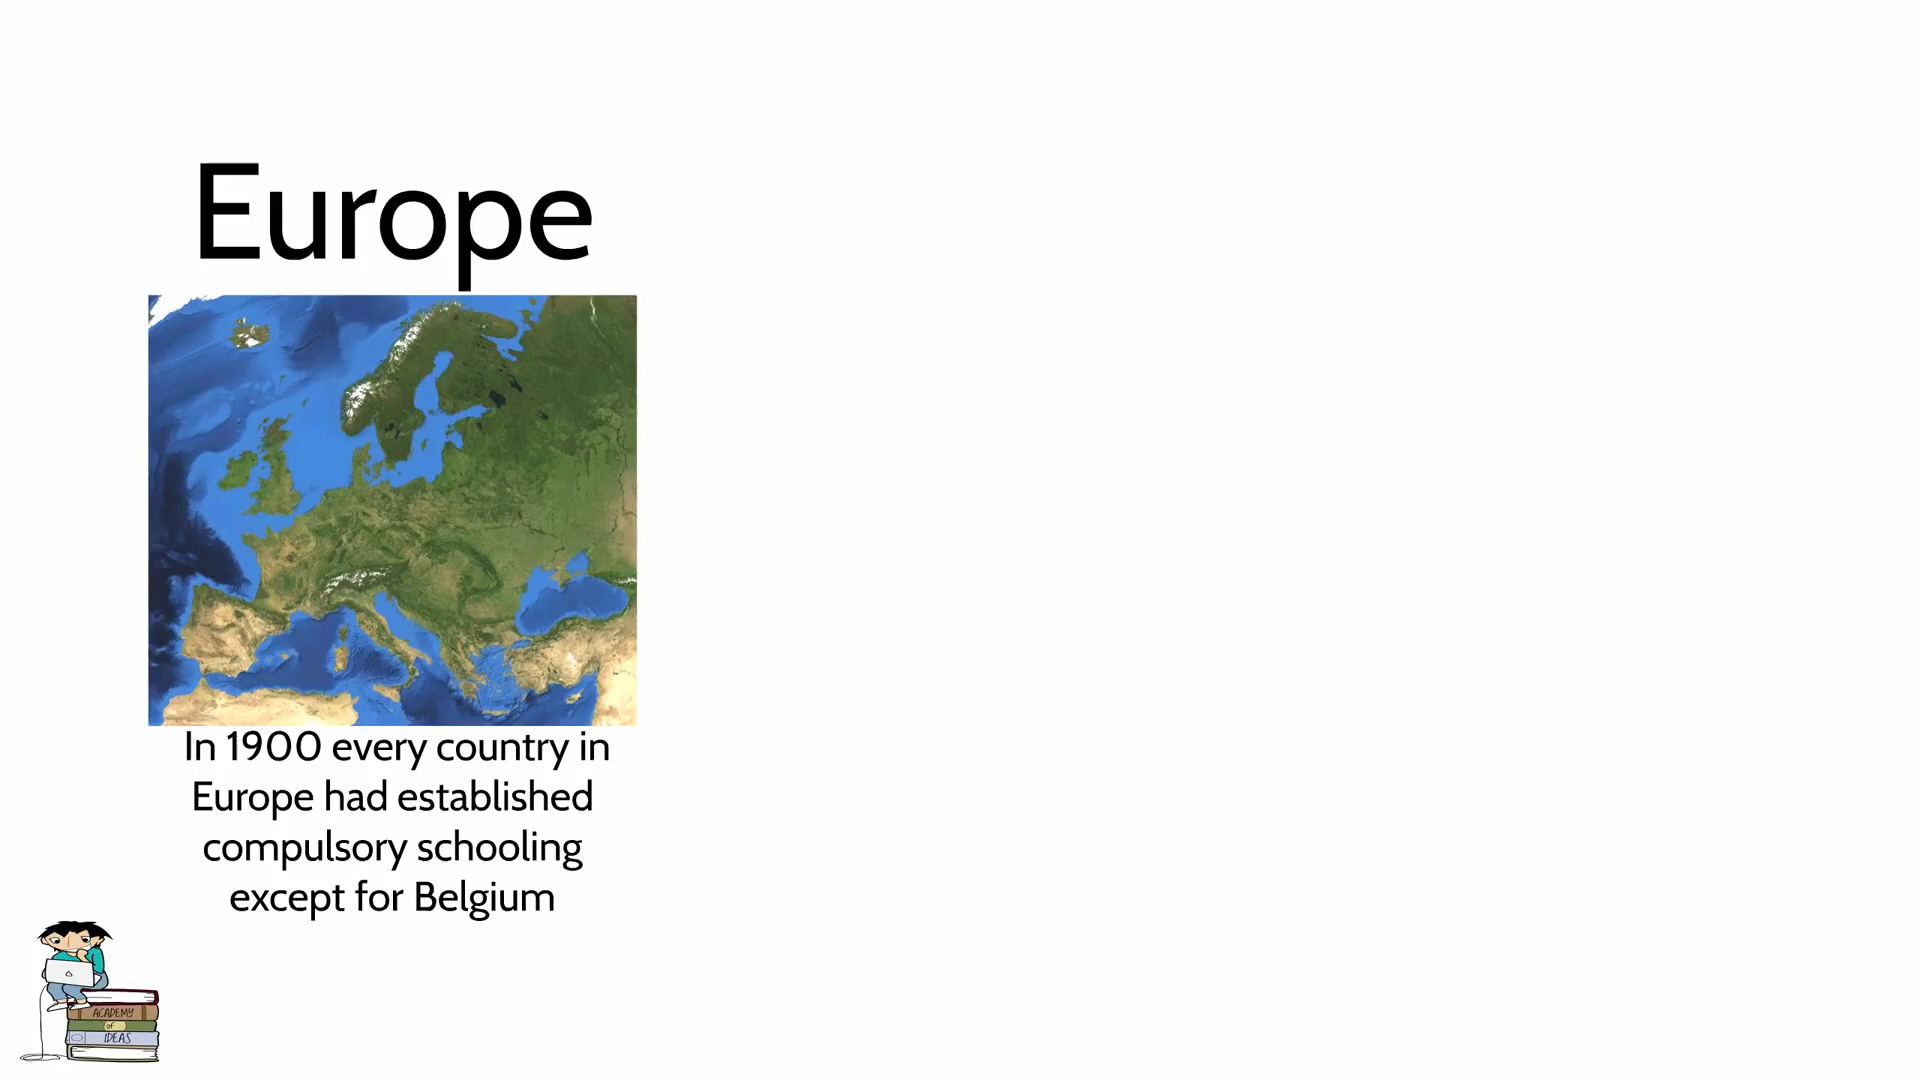 Europe
In 1900 every country in
Europe had established
compulsory schooling
except for Belgium
ACADEMY
of
IDEAS